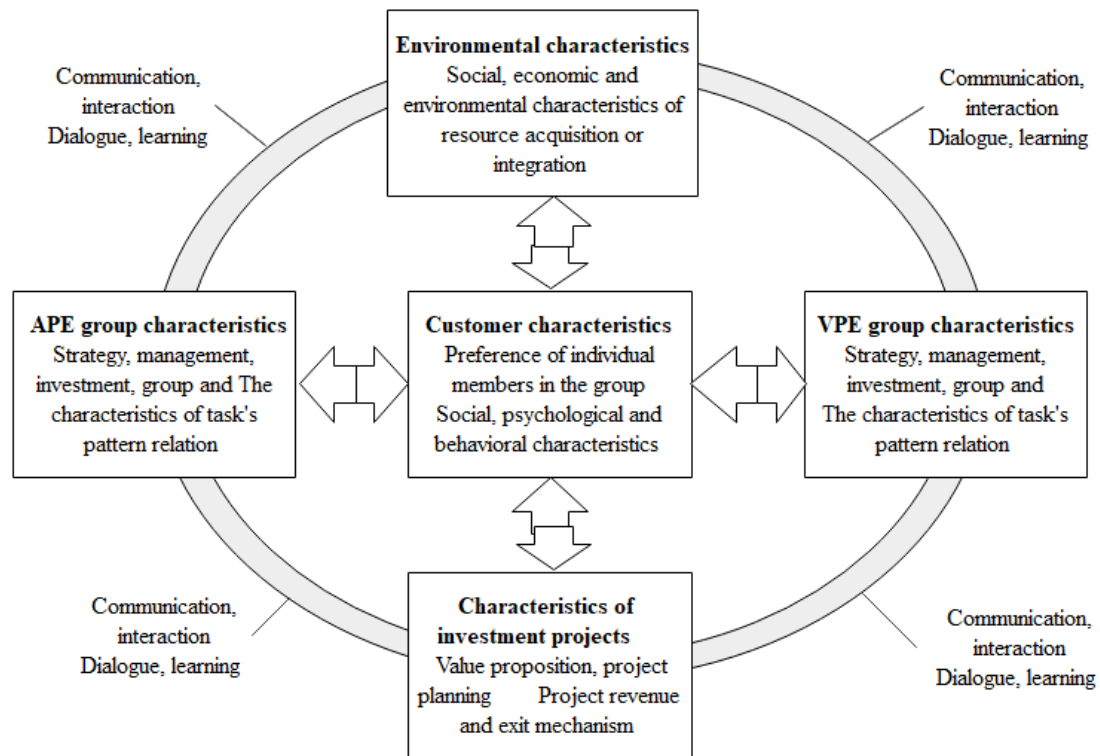 Environmental characteristics
Social, economic and
environmental characteristics of
resource acquisition or
integration
Communication,
interaction
Dialogue, learning
Communication,
interaction
Dialogue, learning
APE group characteristics
Strategy, management,
investment, group and The
characteristics of task's
pattern relation
Customer characteristics
Preference of individual
members in the group
Social, psychological and
behavioral characteristics
VPE group characteristics
Strategy, management,
investment, group and
The characteristics of task's
pattern relation
Characteristics of
investment projects
Value proposition, project
planning Project revenue
and exit mechanism
Communication,
interaction
Dialogue, learning
Communication,
interaction
Dialogue, learning